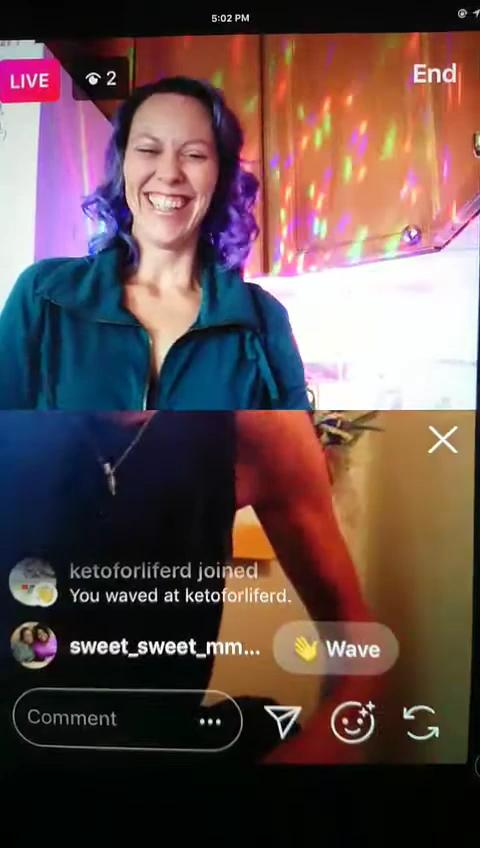 5:02 PM
LIVE
2
End
ketoforliferd joined
You waved at ketoforliferd.
sweet_sweet_mm...
👋 Wave
Comment